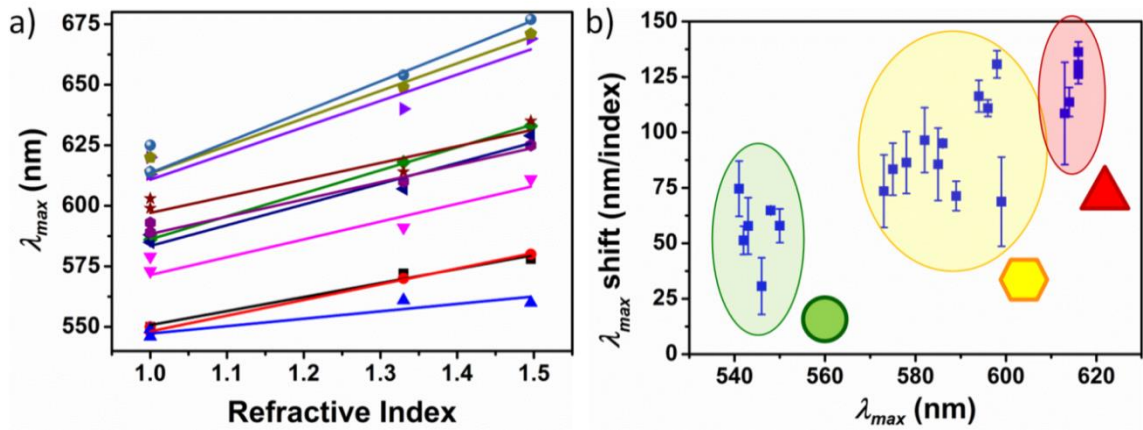 a)
λmax (nm)
675
650
625
600
575
550
1.0 1.1 1.2 1.3 1.4 1.5
Refractive Index
b)
λmax shift (nm/index)
150
125
100
75
50
25
0
540 560 580 600 620
λmax (nm)